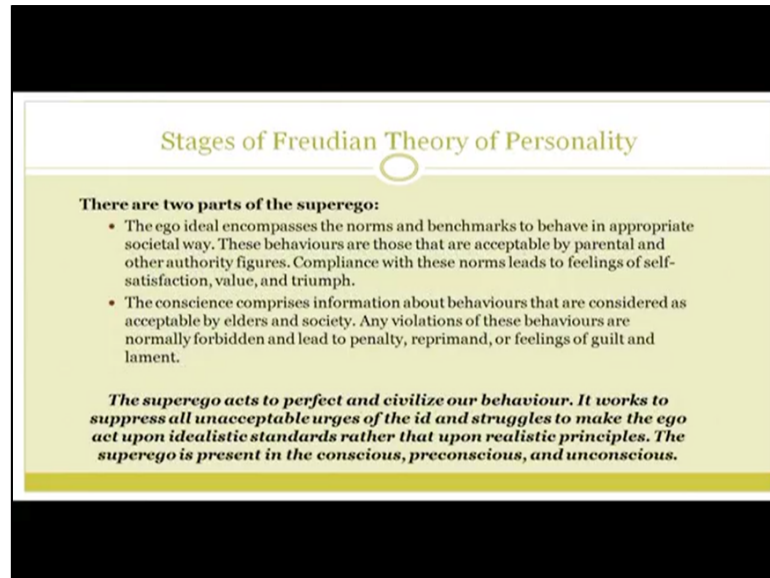 Stages of Freudian Theory of Personality
There are two parts of the superego:
• The ego ideal encompasses the norms and benchmarks to behave in appropriate
societal way. These behaviours are those that are acceptable by parental and
other authority figures. Compliance with these norms leads to feelings of self-
satisfaction, value, and triumph.
• The conscience comprises information about behaviours that are considered as
acceptable by elders and society. Any violations of these behaviours are
normally forbidden and lead to penalty, reprimand, or feelings of guilt and
lament.
The superego acts to perfect and civilize our behaviour. It works to
suppress all unacceptable urges of the id and struggles to make the ego
act upon idealistic standards rather that upon realistic principles. The
superego is present in the conscious, preconscious, and unconscious.